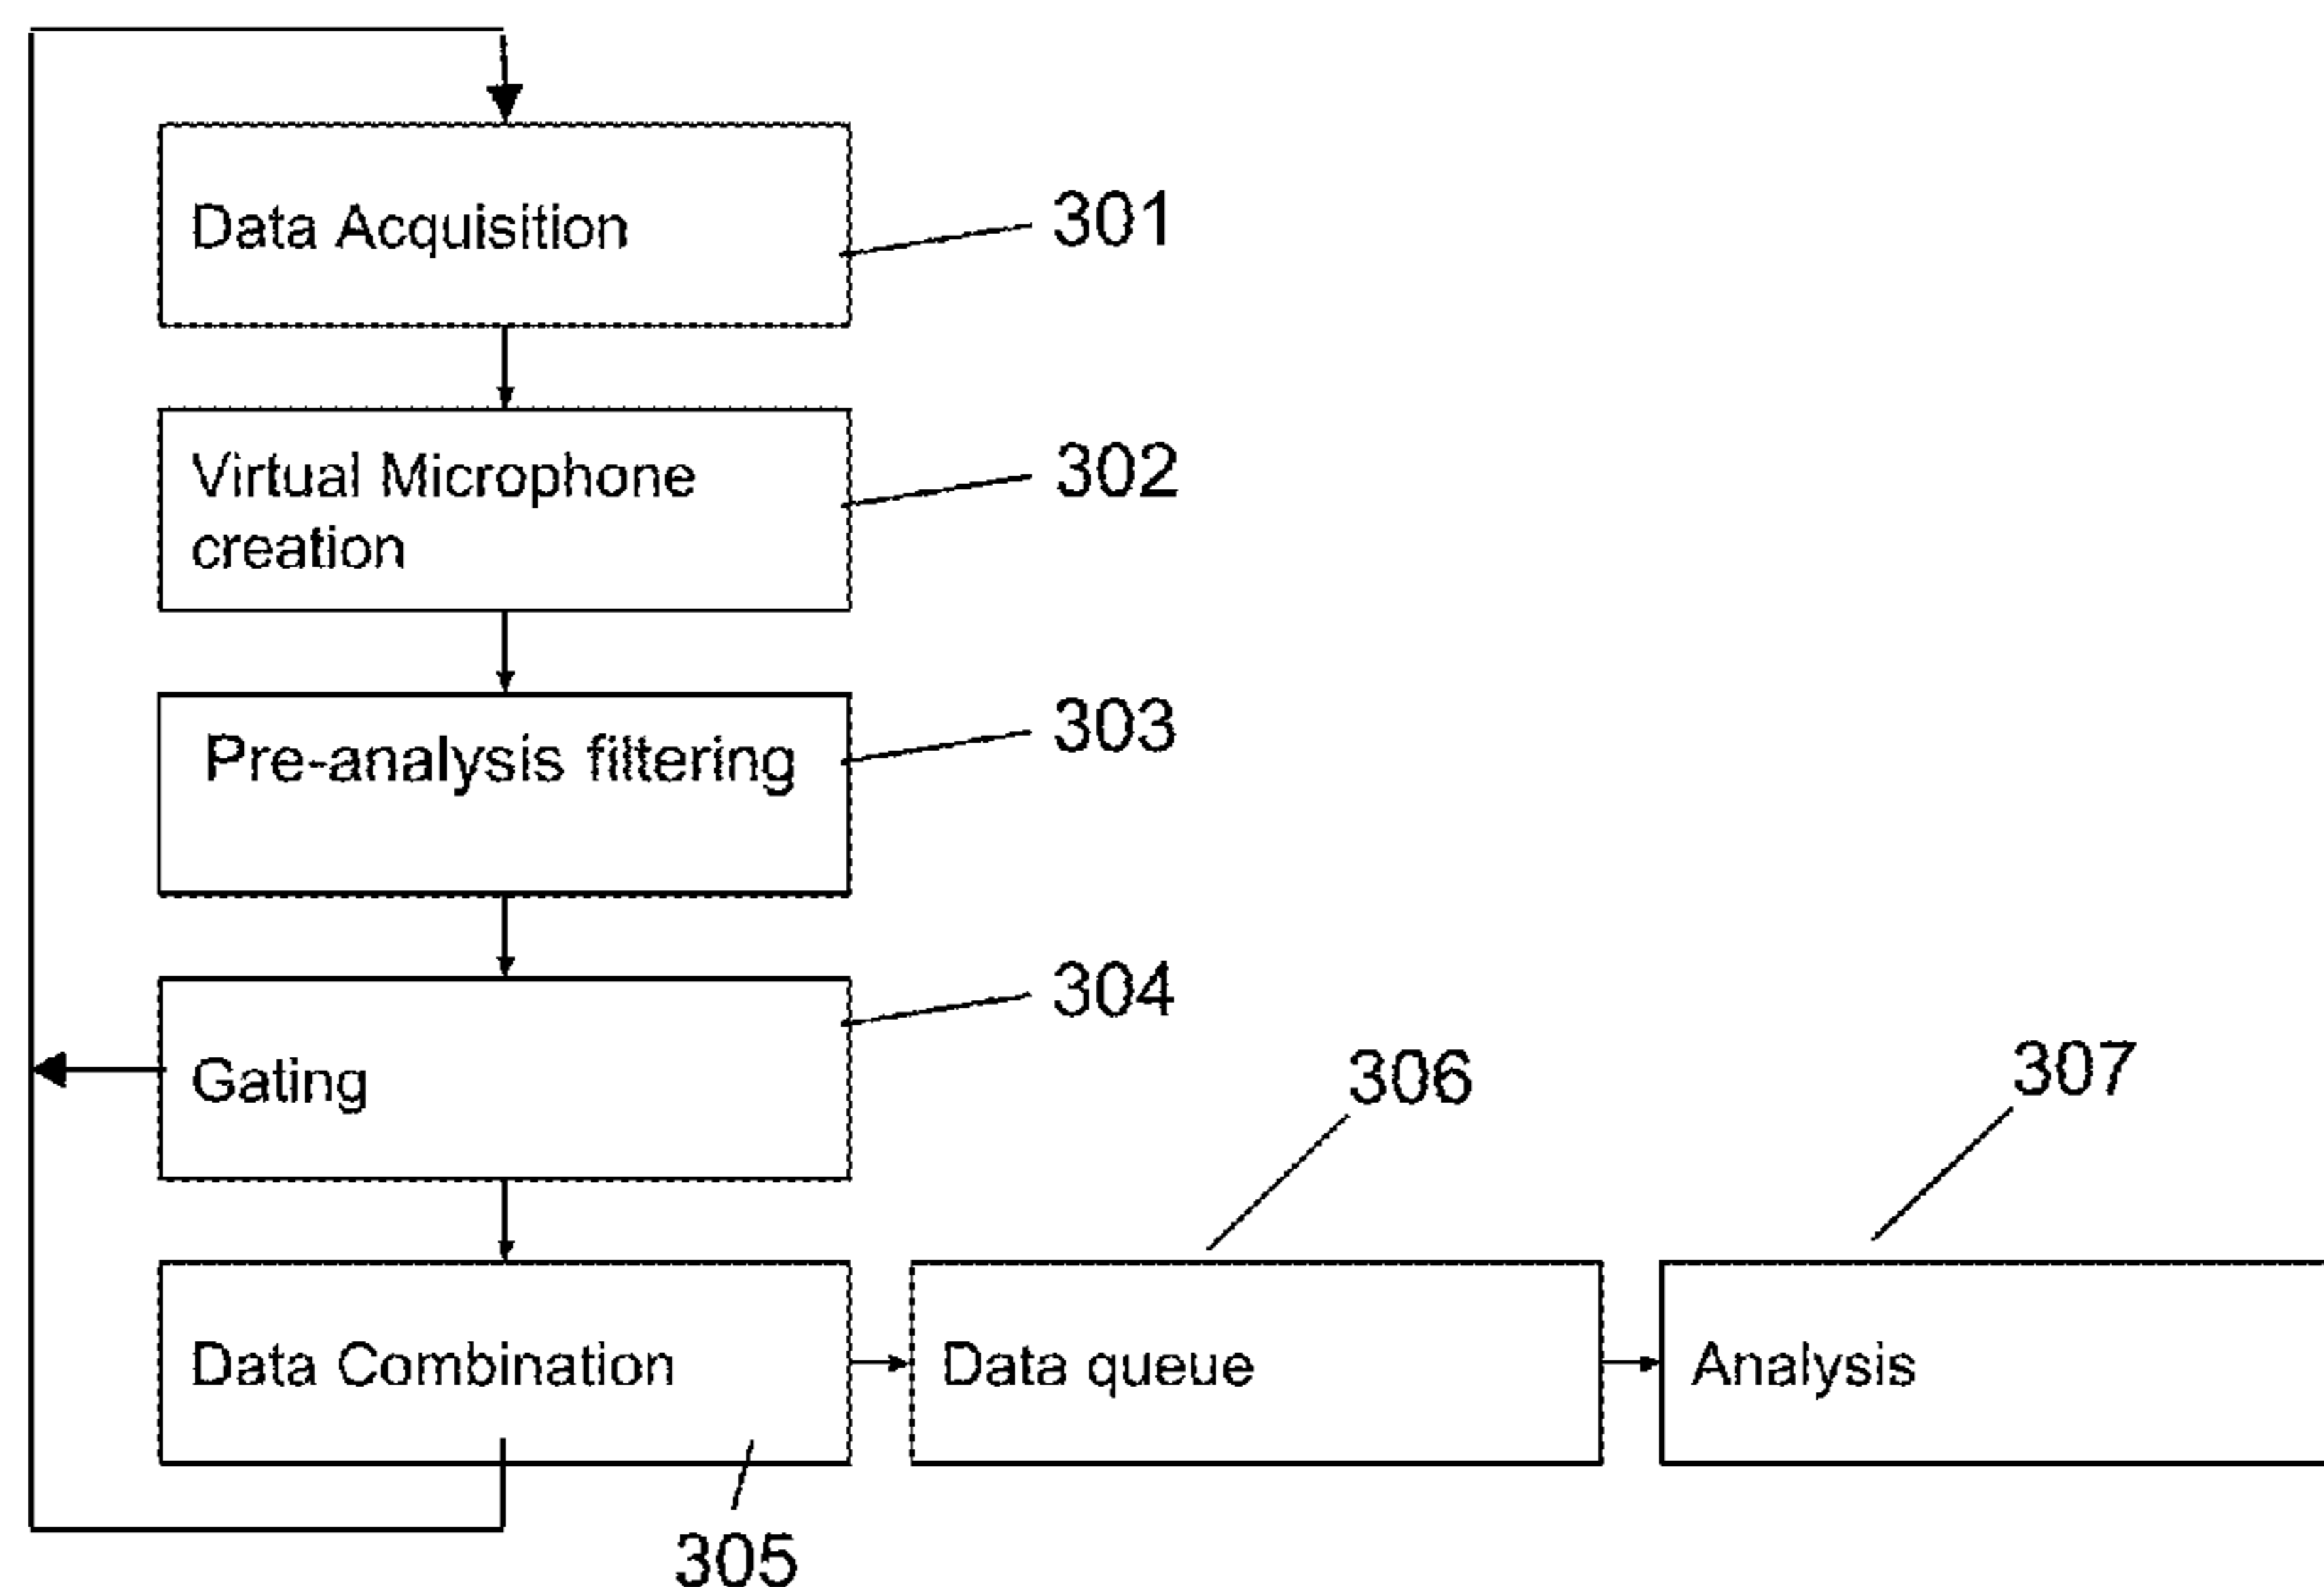 Data Acquisition
301
Virtual Microphone
creation
302
Pre-analysis filtering
303
Gating
304
306
307
Data Combination
Data queue
Analysis
305